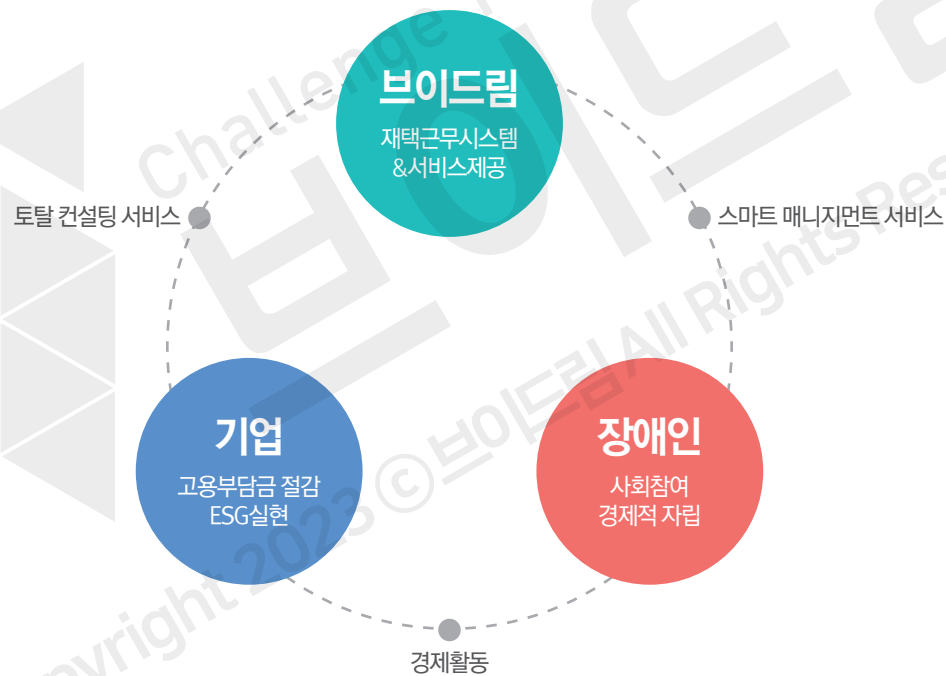 브이드림
재택근무시스템
&서비스제공
토탈 컨설팅 서비스
스마트 매니지먼트 서비스
기업
고용부담금 절감
ESG실현
장애인
사회참여
경제적 자립
경제활동
Challenge
브이드
pyright 2023 ⓒ브이드림 All Rights Res